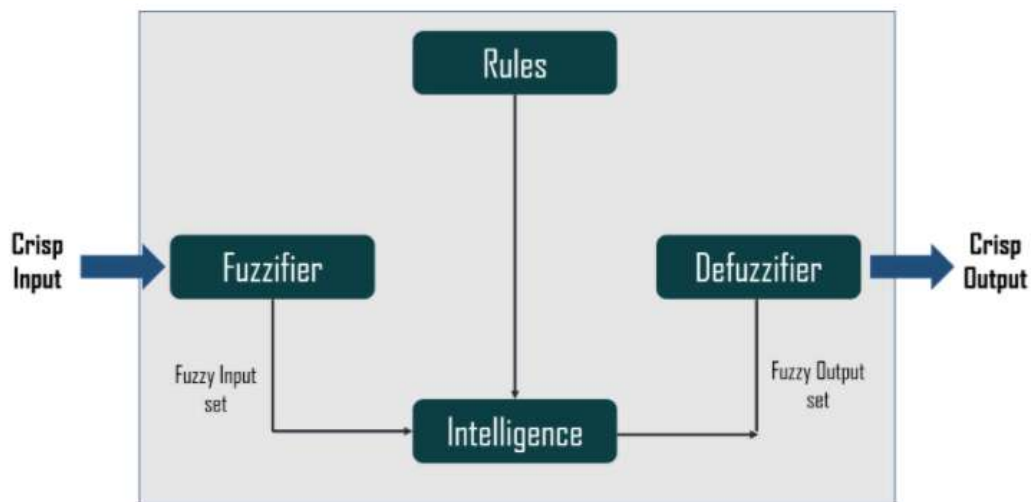 Rules
Crisp
Input
Fuzzifier
Defuzzifier
Crisp
Output
Fuzzy Input
set
Fuzzy Output
set
Intelligence